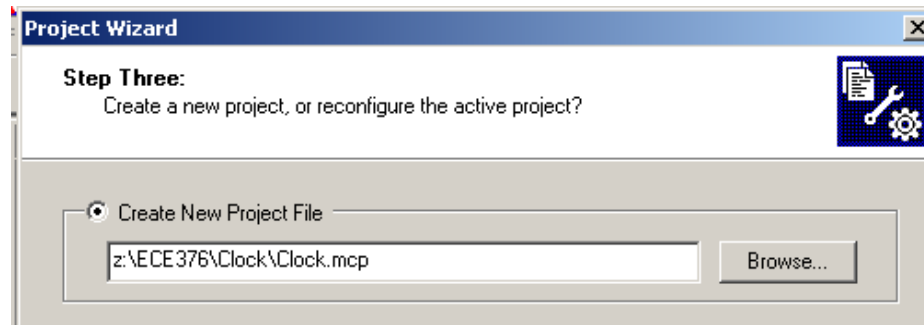 Project Wizard
Step Three:
Create a new project, or reconfigure the active project?
Create New Project File
z:\ECE376\Clock\Clock.mcp
Browse...